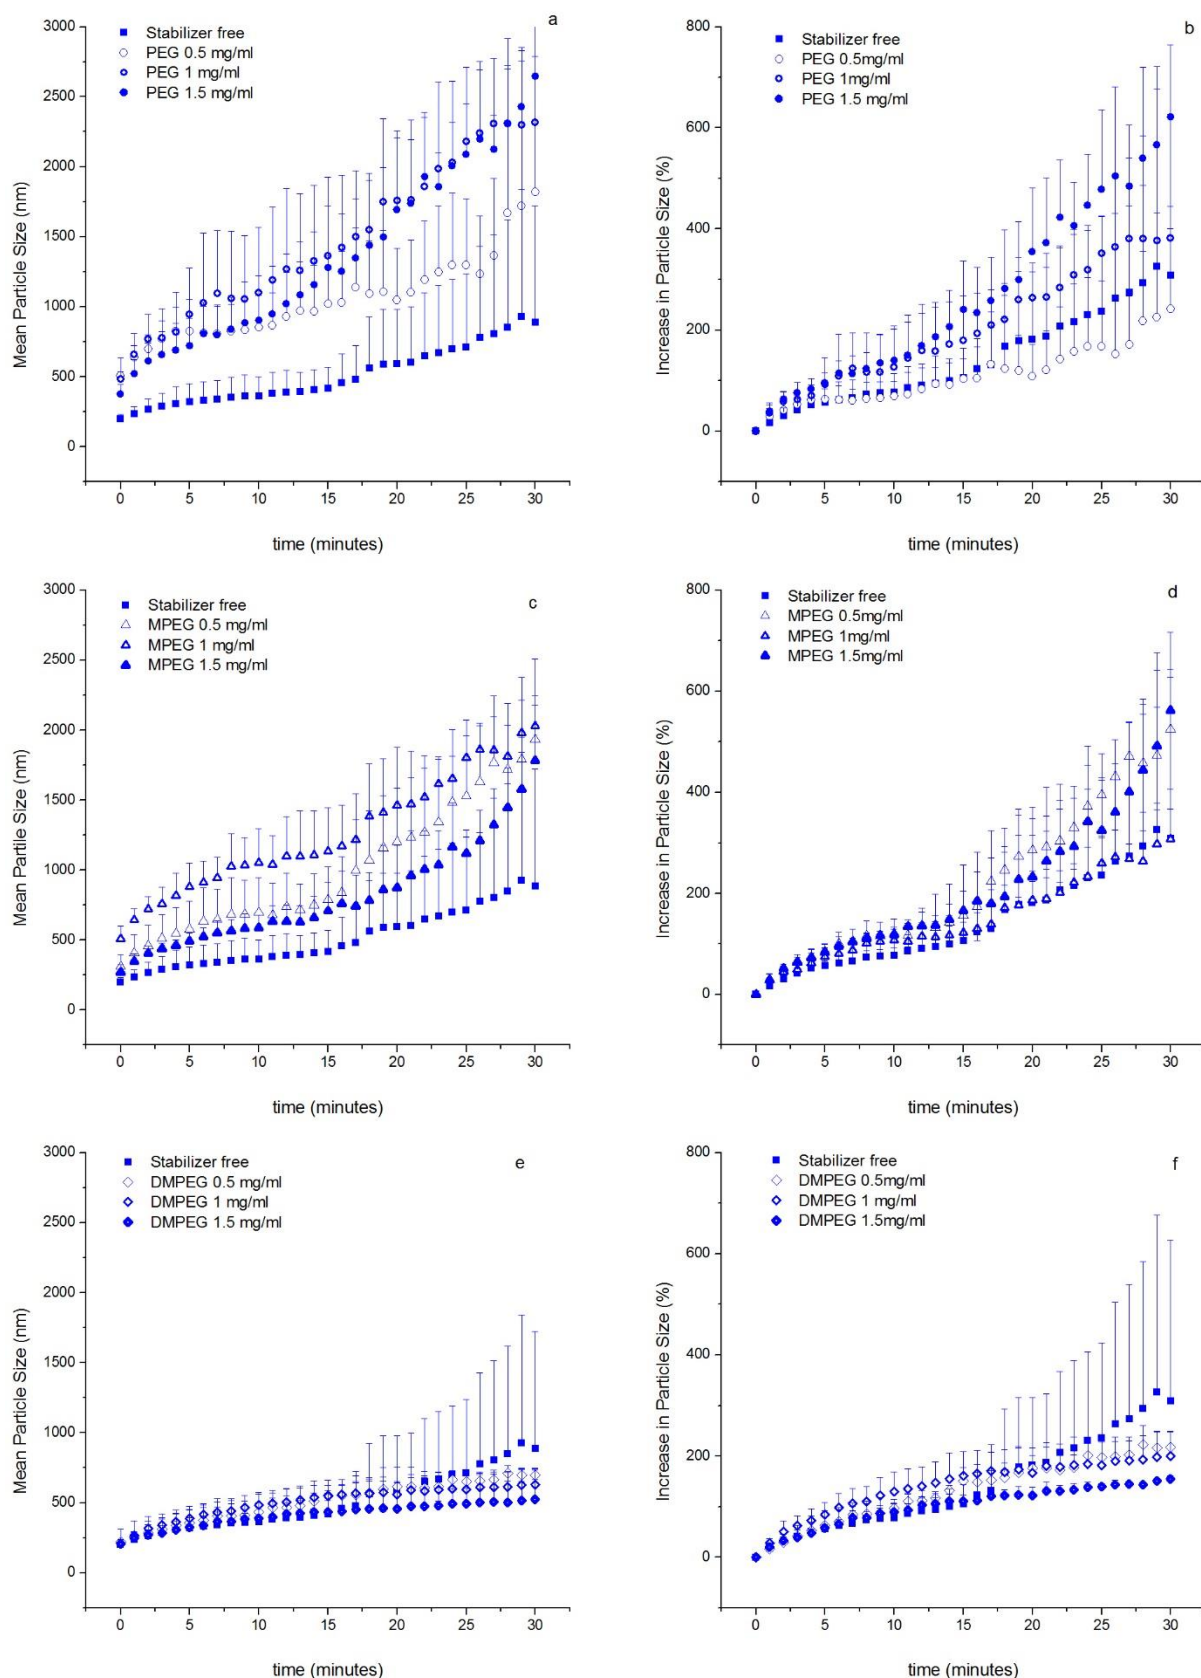 a
Stabilizer free
PEG 0.5 mg/ml
PEG 1 mg/ml
PEG 1.5 mg/ml
Mean Particle Size (nm)
3000
2500
2000
1500
1000
500
0
0 5 10 15 20 25 30
time (minutes)
b
Stabilizer free
PEG 0.5mg/ml
PEG 1mg/ml
PEG 1.5 mg/ml
Increase in Particle Size (%)
800
600
400
200
0
0 5 10 15 20 25 30
time (minutes)
c
Stabilizer free
MPEG 0.5 mg/ml
MPEG 1 mg/ml
MPEG 1.5 mg/ml
Mean Partile Size (nm)
3000
2500
2000
1500
1000
500
0
0 5 10 15 20 25 30
time (minutes)
d
Stabilizer free
MPEG 0.5mg/ml
MPEG 1mg/ml
MPEG 1.5mg/ml
Increase in Particle Size (%)
800
600
400
200
0
0 5 10 15 20 25 30
time (minutes)
e
Stabilizer free
DMPEG 0.5 mg/ml
DMPEG 1 mg/ml
DMPEG 1.5 mg/ml
Mean Particle Size (nm)
3000
2500
2000
1500
1000
500
0
0 5 10 15 20 25 30
time (minutes)
f
Stabilizer free
DMPEG 0.5mg/ml
DMPEG 1 mg/ml
DMPEG 1.5mg/ml
Increase in Particle Size (%)
800
600
400
200
0
0 5 10 15 20 25 30
time (minutes)